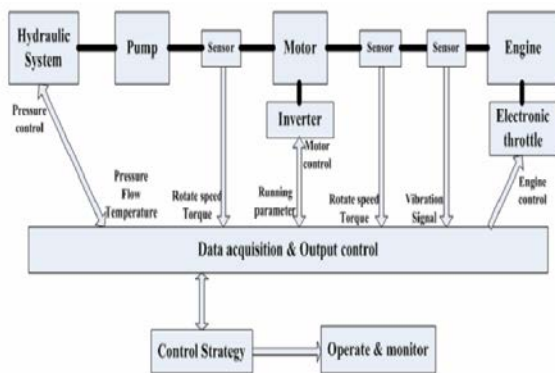 Hydraulic
System
Pump
Sensor
Motor
Sensor
Sensor
Engine
Pressure
control
Inverter
Motor
control
Electronic
throttle
Pressure
Flow
Temperature
Rotate speed
Torque
Running
parameter
Rotate speed
Torque
Vibration
Signal
Engine
control
Data acquisition & Output control
Control Strategy
Operate & monitor